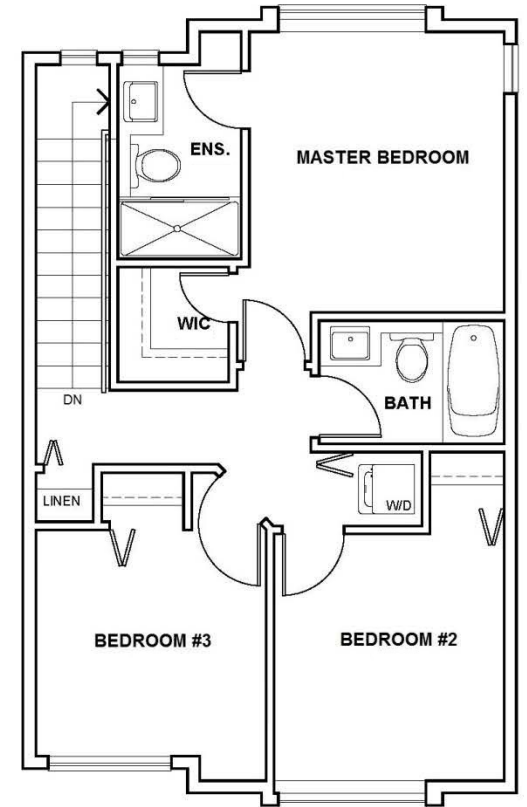 ENS.
MASTER BEDROOM
WIC
DN
BATH
LINEN
W/D
BEDROOM #3
BEDROOM #2